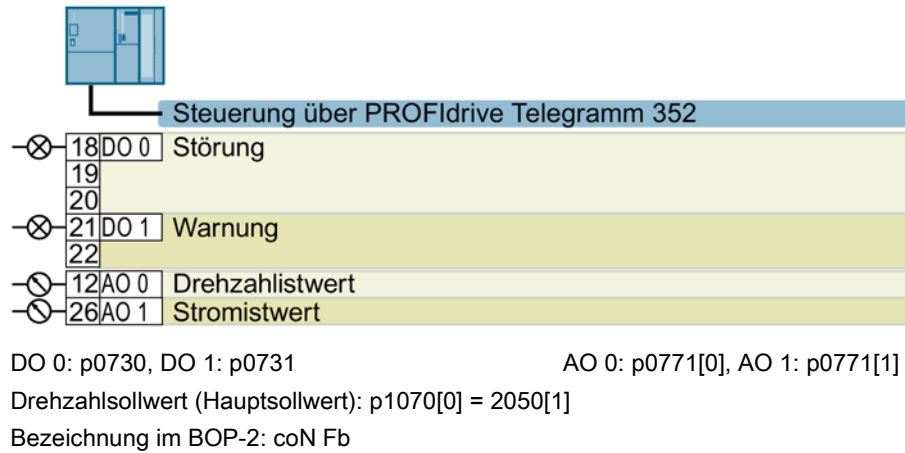 Steuerung über PROFIdrive Telegramm 352
18 DO 0 Störung
19
20
21 DO 1 Warnung
22
12 AO 0 Drehzahlistwert
26 AO 1 Stromistwert
DO 0: p0730, DO 1: p0731 AO 0: p0771[0], AO 1: p0771[1]
Drehzahlsollwert (Hauptsollwert): p1070[0] = 2050[1]
Bezeichnung im BOP-2: coN Fb